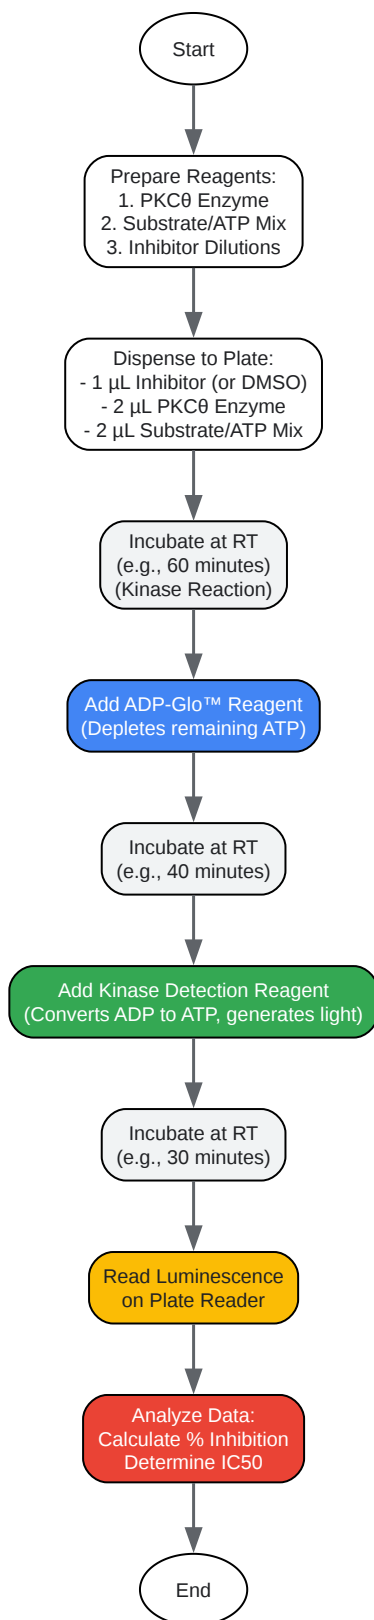 Start
Prepare Reagents:
1. PKCθ Enzyme
2. Substrate/ATP Mix
3. Inhibitor Dilutions
Dispense to Plate:
- 1 µL Inhibitor (or DMSO)
- 2 µL PKCθ Enzyme
- 2 µL Substrate/ATP Mix
Incubate at RT
(e.g., 60 minutes)
(Kinase Reaction)
Add ADP-Glo™ Reagent
(Depletes remaining ATP)
Incubate at RT
(e.g., 40 minutes)
Add Kinase Detection Reagent
(Converts ADP to ATP, generates light)
Incubate at RT
(e.g., 30 minutes)
Read Luminescence
on Plate Reader
Analyze Data:
Calculate % Inhibition
Determine IC50
End